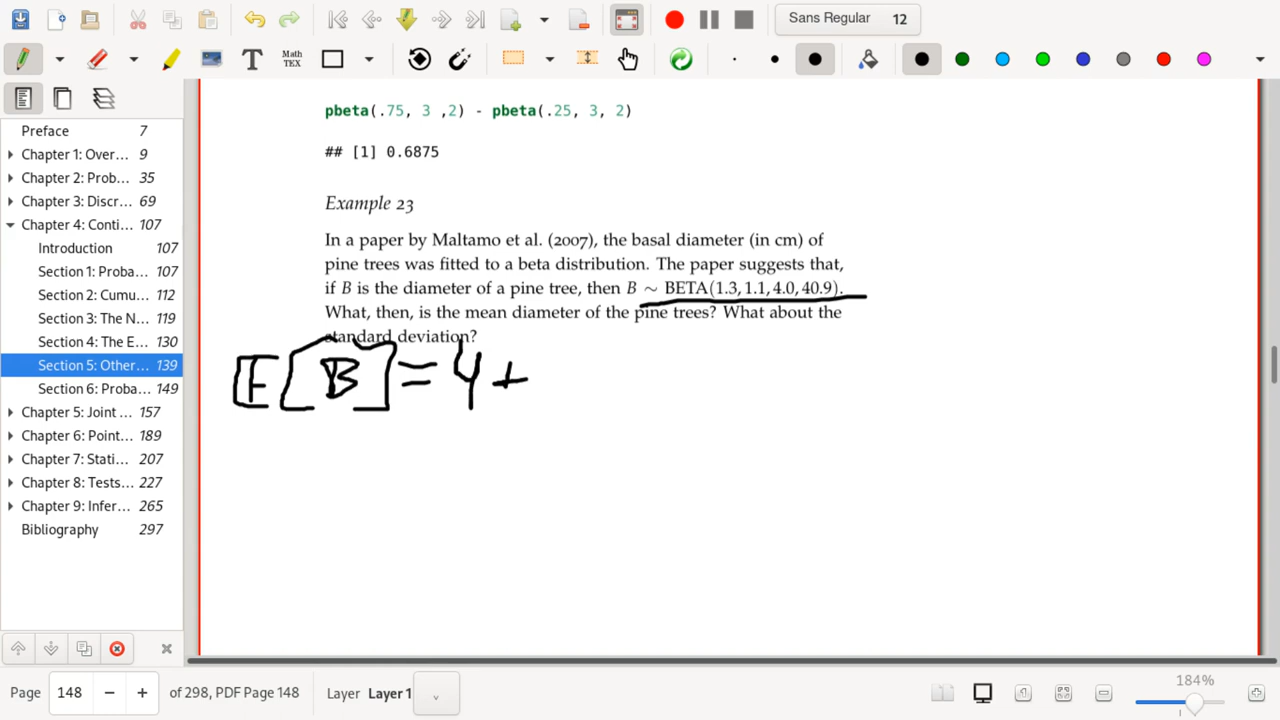 Sans Regular 12
Math
TEX
Preface 7
Chapter 1: Over... 9
Chapter 2: Prob... 35
Chapter 3: Discr... 69
Chapter 4: Conti... 107
Introduction 107
Section 1: Proba... 107
Section 2: Cumu... 112
Section 3: The N... 119
Section 4: The E... 130
Section 5: Other... 139
Section 6: Proba... 149
Chapter 5: Joint ... 157
Chapter 6: Point... 189
Chapter 7: Stati... 207
Chapter 8: Tests... 227
Chapter 9: Infer... 265
Bibliography 297
pbeta(.75, 3 ,2) - pbeta(.25, 3, 2)
## [1] 0.6875
Example 23
In a paper by Maltamo et al. (2007), the basal diameter (in cm) of
pine trees was fitted to a beta distribution. The paper suggests that,
if B is the diameter of a pine tree, then B ∼ BETA(1.3, 1.1, 4.0, 40.9).
What, then, is the mean diameter of the pine trees? What about the
standard deviation?
E[B] = 4 +
Page 148 − + of 298, PDF Page 148 Layer Layer 1 184%